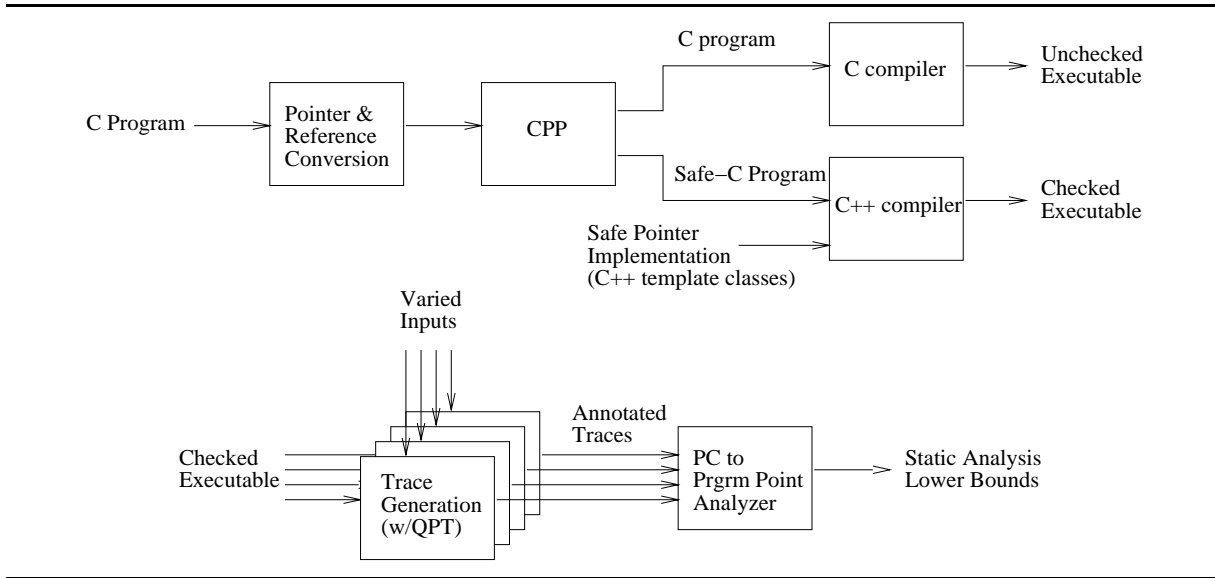 C program
C compiler
Unchecked
Executable
C Program
Pointer &
Reference
Conversion
CPP
Safe−C Program
C++ compiler
Checked
Executable
Safe Pointer
Implementation
(C++ template classes)
Varied
Inputs
Annotated
Traces
Checked
Executable
Trace
Generation
(w/QPT)
PC to
Prgrm Point
Analyzer
Static Analysis
Lower Bounds